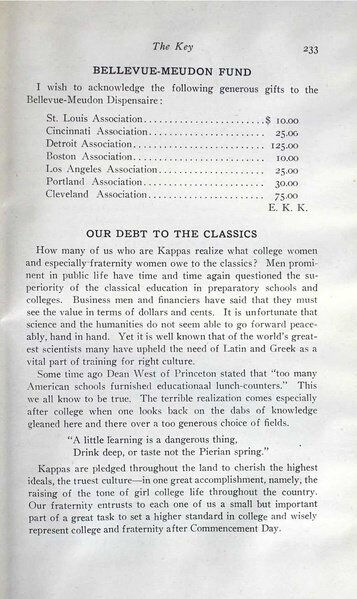 The Key 233
BELLEVUE-MEUDON FUND
I wish to acknowledge the following generous gifts to the
Bellevue-Meudon Dispensaire:
St. Louis Association........................$ 10.00
Cincinnati Association........................ 25.00
Detroit Association........................... 125.00
Boston Association............................ 10.00
Los Angeles Association....................... 25.00
Portland Association.......................... 30.00
Cleveland Association......................... 75.00
E. K. K.
OUR DEBT TO THE CLASSICS
How many of us who are Kappas realize what college women
and especially fraternity women owe to the classics? Men promi-
nent in public life have time and time again questioned the su-
periority of the classical education in preparatory schools and
colleges. Business men and financiers have said that they must
see the value in terms of dollars and cents. It is unfortunate that
science and the humanities do not seem able to go forward peace-
ably, hand in hand. Yet it is well known that of the world's great-
est scientists many have upheld the need of Latin and Greek as a
vital part of training for right culture.
Some time ago Dean West of Princeton stated that "too many
American schools furnished educationaal lunch-counters." This
we all know to be true. The terrible realization comes especially
after college when one looks back on the dabs of knowledge
gleaned here and there over a too generous choice of fields.
"A little learning is a dangerous thing,
Drink deep, or taste not the Pierian spring."
Kappas are pledged throughout the land to cherish the highest
ideals, the truest culture—in one great accomplishment, namely, the
raising of the tone of girl college life throughout the country.
Our fraternity entrusts to each one of us a small but important
part of a great task to set a higher standard in college and wisely
represent college and fraternity after Commencement Day.